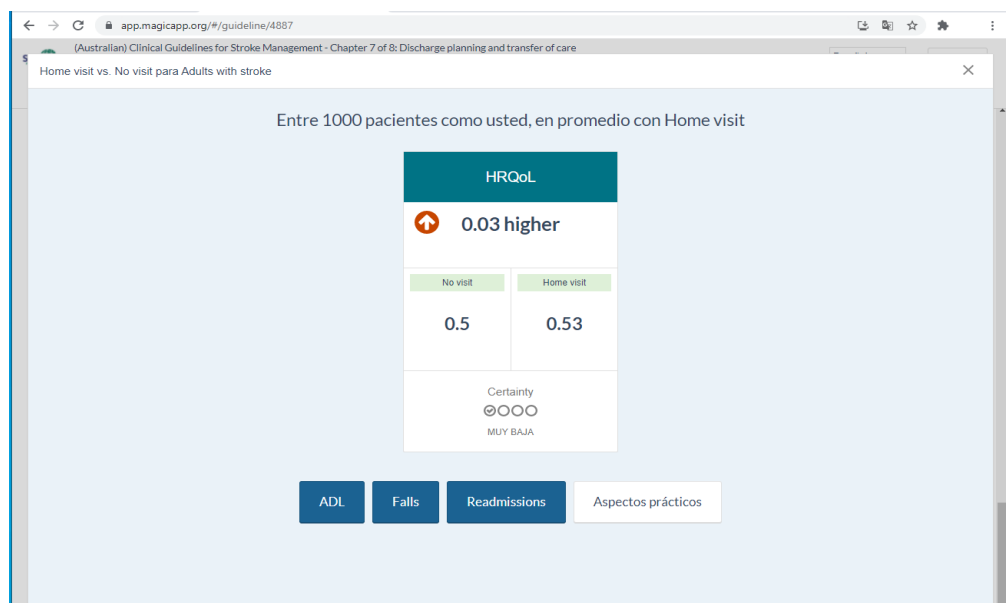 app.magicapp.org/#/guideline/4887
(Australian) Clinical Guidelines for Stroke Management - Chapter 7 of 8: Discharge planning and transfer of care
Home visit vs. No visit para Adults with stroke
Entre 1000 pacientes como usted, en promedio con Home visit
HRQoL
0.03 higher
No visit Home visit
0.5 0.53
Certainty
MUY BAJA
ADL Falls Readmissions Aspectos prácticos